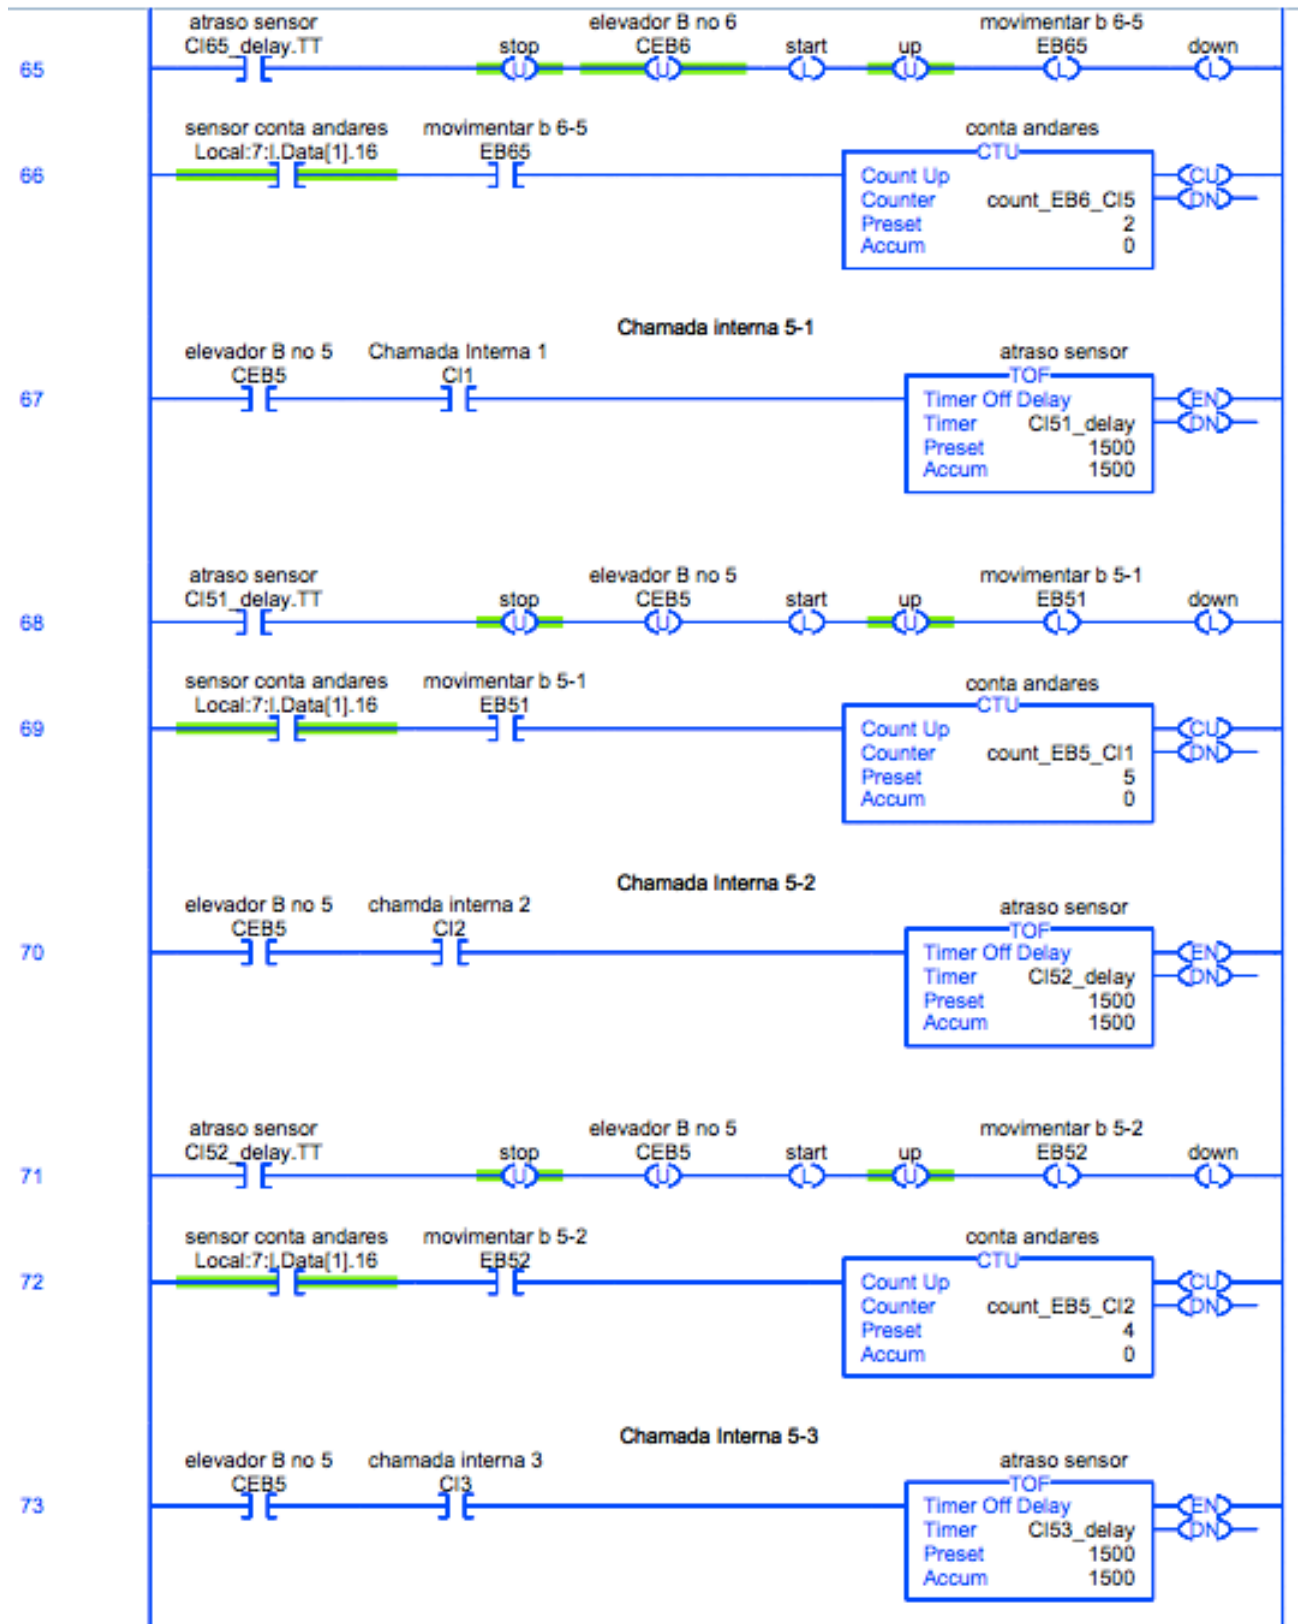 atraso sensor elevador B no 6 movimentar b 6-5
CI65_delay.TT stop CEB6 start up EB65 down
65 U U L U L L
sensor conta andares movimentar b 6-5 conta andares
Local:7:I.Data[1].16 EB65 CTU
66 Count Up CU
Counter count_EB6_CI5 DN
Preset 2
Accum 0
Chamada interna 5-1
elevador B no 5 Chamada Interna 1 atraso sensor
CEB5 CI1 TOF
67 Timer Off Delay EN
Timer CI51_delay DN
Preset 1500
Accum 1500
atraso sensor elevador B no 5 movimentar b 5-1
CI51_delay.TT stop CEB5 start up EB51 down
68 U U L U L L
sensor conta andares movimentar b 5-1 conta andares
Local:7:I.Data[1].16 EB51 CTU
69 Count Up CU
Counter count_EB5_CI1 DN
Preset 5
Accum 0
Chamada Interna 5-2
elevador B no 5 chamda interna 2 atraso sensor
CEB5 CI2 TOF
70 Timer Off Delay EN
Timer CI52_delay DN
Preset 1500
Accum 1500
atraso sensor elevador B no 5 movimentar b 5-2
CI52_delay.TT stop CEB5 start up EB52 down
71 U U L U L L
sensor conta andares movimentar b 5-2 conta andares
Local:7:I.Data[1].16 EB52 CTU
72 Count Up CU
Counter count_EB5_CI2 DN
Preset 4
Accum 0
Chamada Interna 5-3
elevador B no 5 chamada interna 3 atraso sensor
CEB5 CI3 TOF
73 Timer Off Delay EN
Timer CI53_delay DN
Preset 1500
Accum 1500